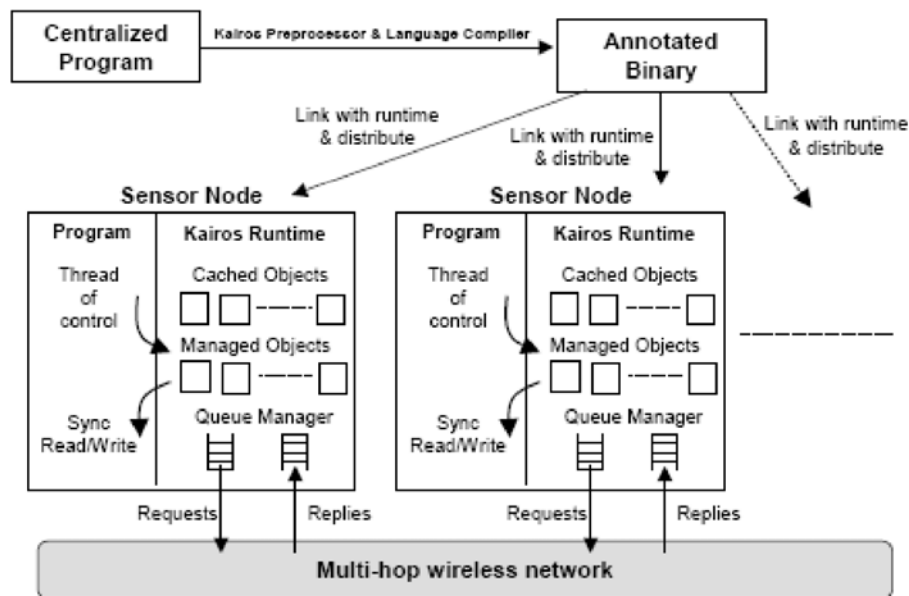 Centralized
Program
Kairos Preprocessor & Language Compiler
Annotated
Binary
Link with runtime
& distribute
Link with runtime
& distribute
Link with runtime
& distribute
Sensor Node
Program
Kairos Runtime
Thread
of
control
Cached Objects
Managed Objects
Sync
Read/Write
Queue Manager
Requests
Replies
Sensor Node
Program
Kairos Runtime
Thread
of
control
Cached Objects
Managed Objects
Sync
Read/Write
Queue Manager
Requests
Replies
Multi-hop wireless network